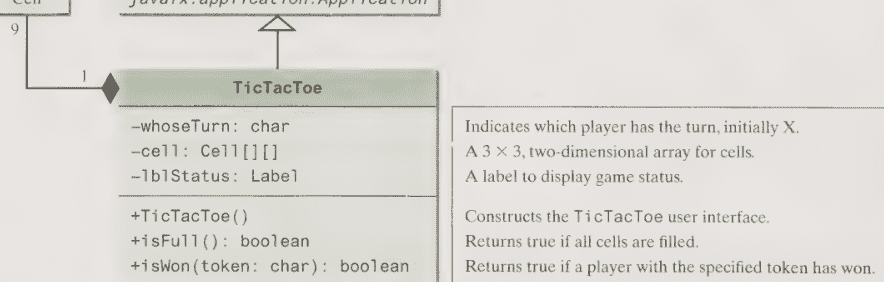 Cell
javafx.application.Application
9
1
TicTacToe
-whoseTurn: char
-cell: Cell[][]
-lblStatus: Label
+TicTacToe()
+isFull(): boolean
+isWon(token: char): boolean
Indicates which player has the turn, initially X.
A 3 × 3, two-dimensional array for cells.
A label to display game status.
Constructs the TicTacToe user interface.
Returns true if all cells are filled.
Returns true if a player with the specified token has won.